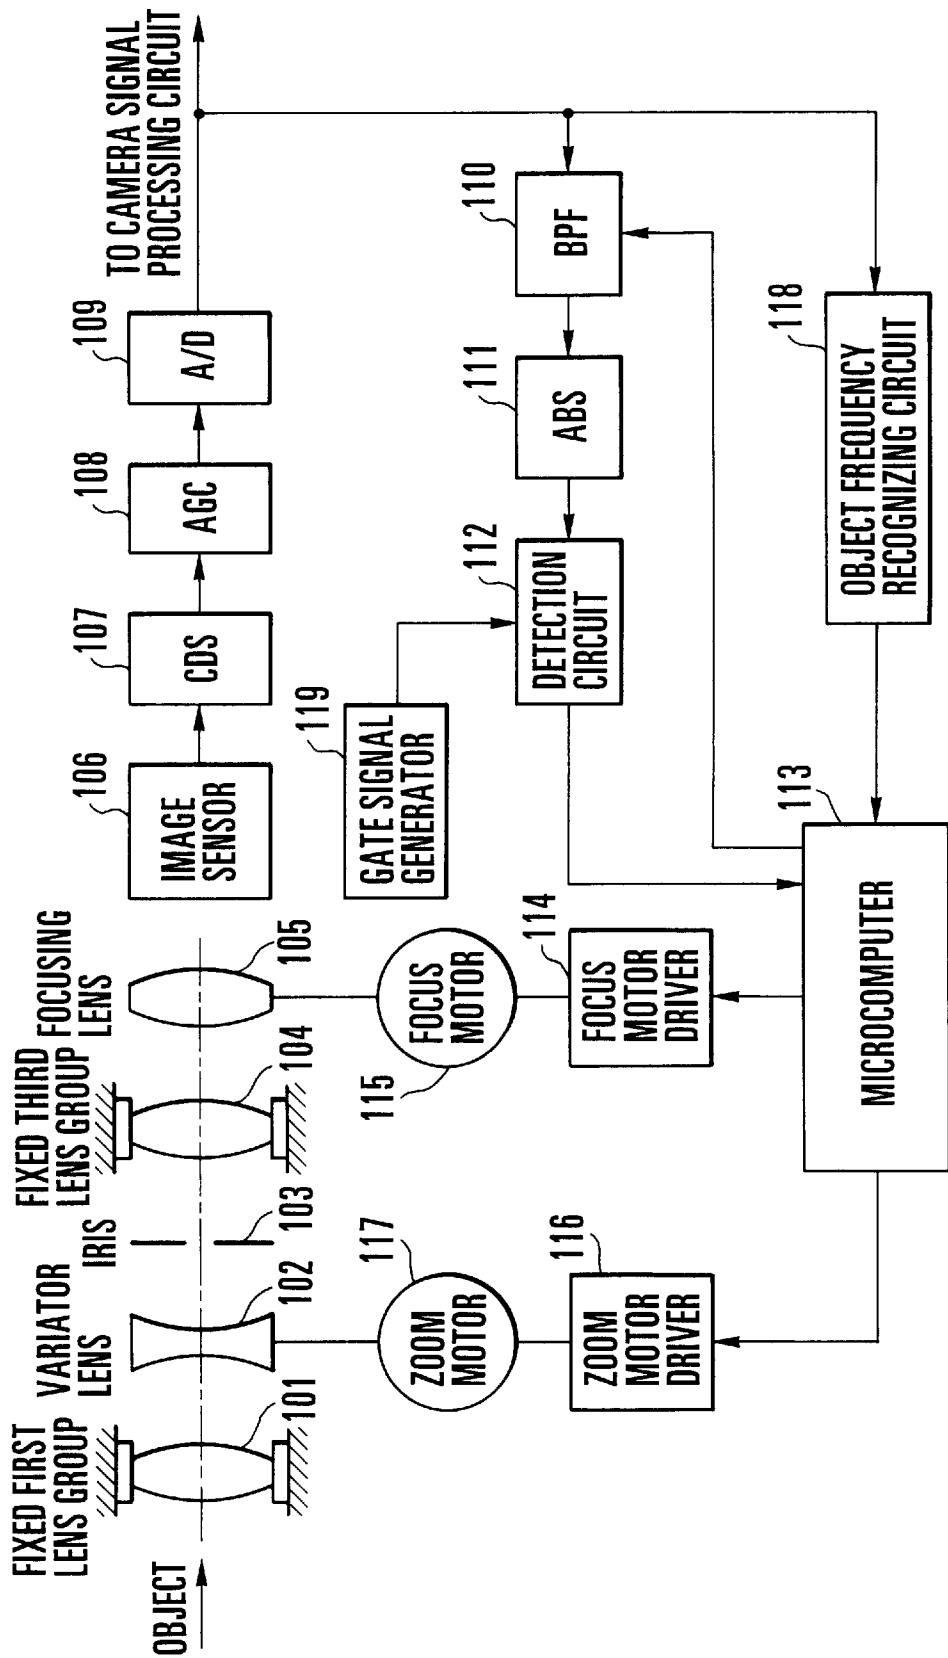 OBJECT
FIXED FIRST
LENS GROUP
101
VARIATOR
LENS
102
IRIS
103
FIXED THIRD
LENS GROUP
104
FOCUSING
LENS
105
106
IMAGE
SENSOR
107
CDS
108
AGC
109
A/D
TO CAMERA SIGNAL
PROCESSING CIRCUIT
117
ZOOM
MOTOR
115
FOCUS
MOTOR
119
GATE SIGNAL
GENERATOR
112
DETECTION
CIRCUIT
111
ABS
110
BPF
116
ZOOM
MOTOR
DRIVER
114
FOCUS
MOTOR
DRIVER
113
MICROCOMPUTER
118
OBJECT FREQUENCY
RECOGNIZING CIRCUIT